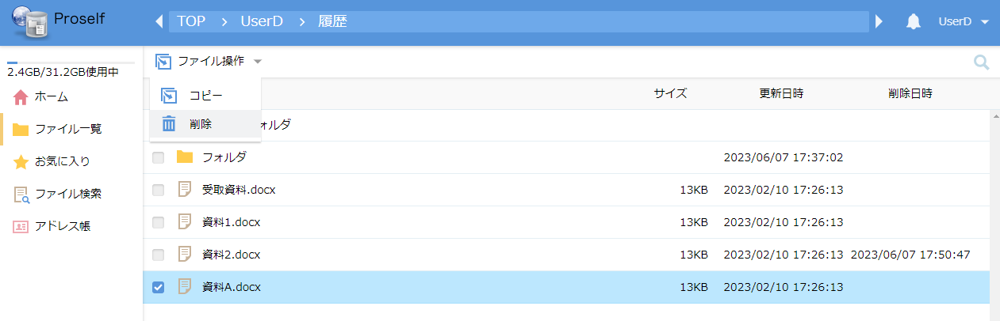 Proself
TOP > UserD > 履歴
UserD
2.4GB/31.2GB使用中
ホーム
ファイル一覧
お気に入り
ファイル検索
アドレス帳
ファイル操作
コピー
削除
サイズ 更新日時 削除日時
ォルダ
フォルダ 2023/06/07 17:37:02
受取資料.docx 13KB 2023/02/10 17:26:13
資料1.docx 13KB 2023/02/10 17:26:13
資料2.docx 13KB 2023/02/10 17:26:13 2023/06/07 17:50:47
資料A.docx 13KB 2023/02/10 17:26:13